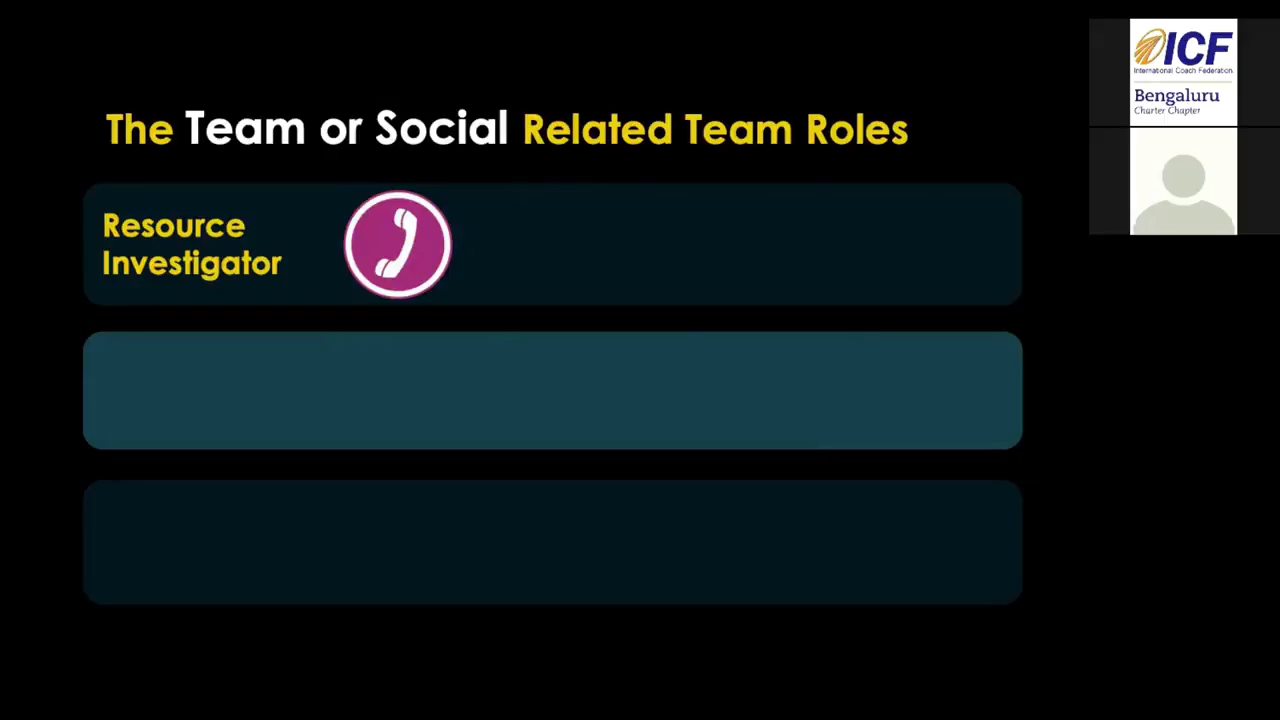 The Team or Social Related Team Roles
Resource
Investigator
ICF
International Coach Federation
Bengaluru
Charter Chapter